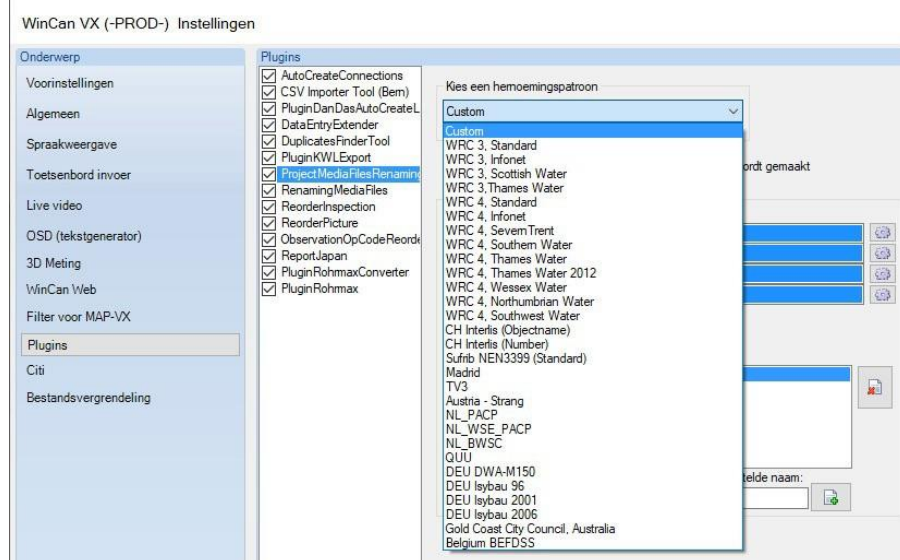 WinCan VX (-PROD-) Instellingen
Onderwerp
Voorinstellingen
Algemeen
Spraakweergave
Toetsenbord invoer
Live video
OSD (tekstgenerator)
3D Meting
WinCan Web
Filter voor MAP-VX
Plugins
Citi
Bestandsvergrendeling
Plugins
AutoCreateConnections
CSV Importer Tool (Bern)
PluginDanDasAutoCreateL
DataEntryExtender
DuplicatesFinderTool
PluginKWLExport
ProjectMediaFilesRenaming
RenamingMediaFiles
ReorderInspection
ReorderPicture
ObservationOpCodeReorde
ReportJapan
PluginRohrmaxConverter
PluginRohrmax
Kies een hernoemingspatroon
Custom
Custom
WRC 3, Standard
WRC 3, Infonet
WRC 3, Scottish Water
WRC 3,Thames Water
WRC 4, Standard
WRC 4, Infonet
WRC 4, SevernTrent
WRC 4, Southern Water
WRC 4, Thames Water
WRC 4, Thames Water 2012
WRC 4, Wessex Water
WRC 4, Northumbrian Water
WRC 4, Southwest Water
CH Interlis (Objectname)
CH Interlis (Number)
Sufrib NEN3399 (Standard)
Madrid
TV3
Austria - Strang
NL_PACP
NL_WSE_PACP
NL_BWSC
QUU
DEU DWA-M150
DEU Isybau 96
DEU Isybau 2001
DEU Isybau 2006
Gold Coast City Council, Australia
Belgium BEFDSS
ordt gemaakt
telde naam: